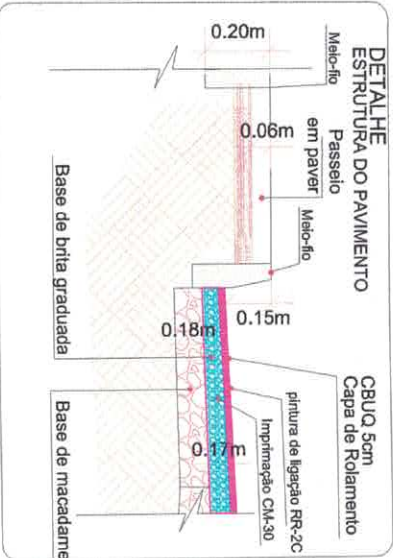 DETALHE
ESTRUTURA DO PAVIMENTO
Meio-fio
Passeio
em paver
Meio-fio
CBUQ 5cm
Capa de Rolamento
pintura de ligação RR-2C
Imprimação CM-30
0.20m
0.06m
0.15m
0.18m
0.17m
Base de brita graduada
Base de macadame